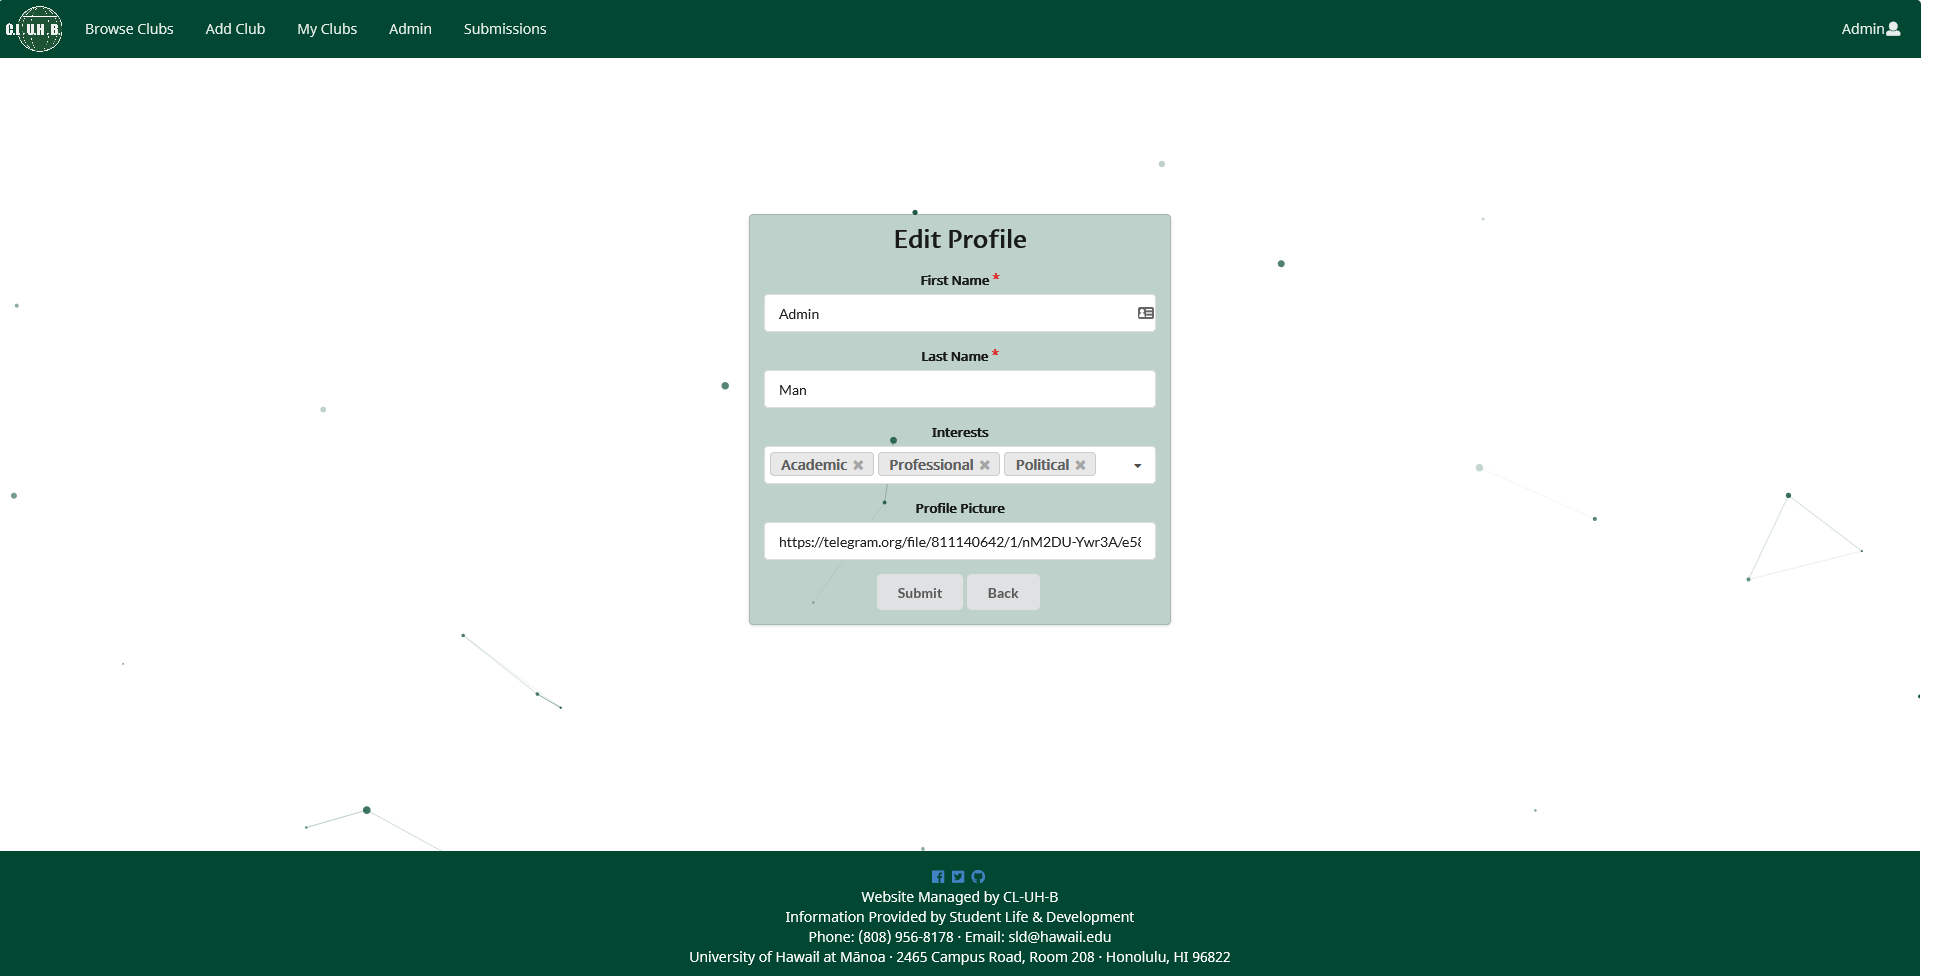 C.L.U.H.B.
Browse Clubs
Add Club
My Clubs
Admin
Submissions
Admin
Edit Profile
First Name *
Admin
Last Name *
Man
Interests
Academic
Professional
Political
Profile Picture
https://telegram.org/file/811140642/1/nM2DU-Ywr3A/e58
Submit
Back
Website Managed by CL-UH-B
Information Provided by Student Life & Development
Phone: (808) 956-8178 · Email: sld@hawaii.edu
University of Hawaiʻi at Mānoa · 2465 Campus Road, Room 208 · Honolulu, HI 96822